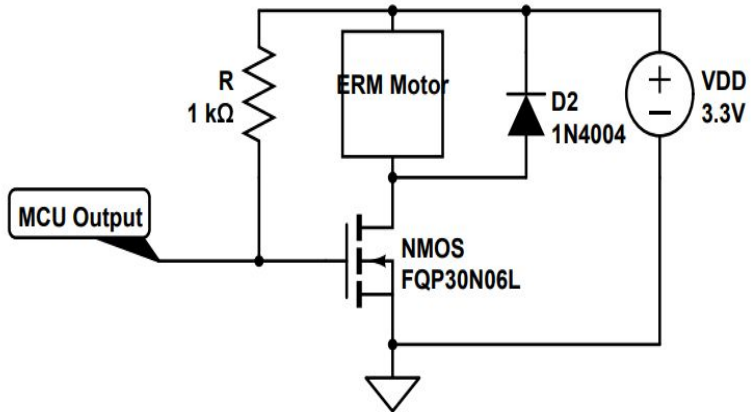 R
1 kΩ
ERM Motor
D2
1N4004
+
−
VDD
3.3V
MCU Output
NMOS
FQP30N06L